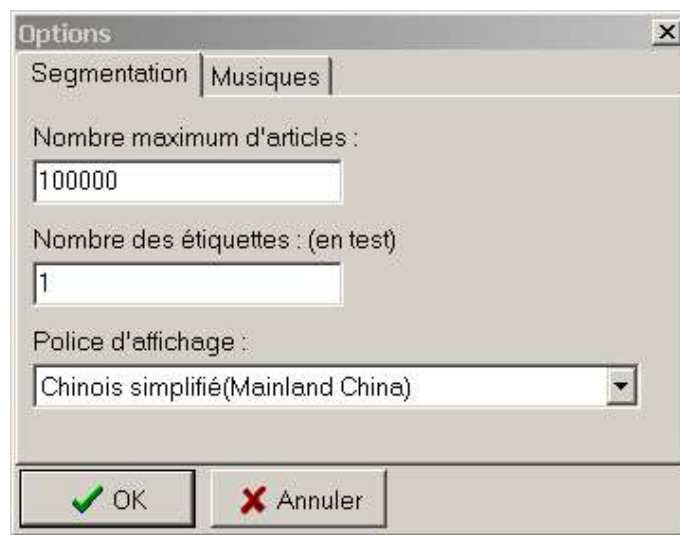 Options
Segmentation Musiques
Nombre maximum d'articles :
100000
Nombre des étiquettes : (en test)
1
Police d'affichage :
Chinois simplifié(Mainland China)
OK Annuler